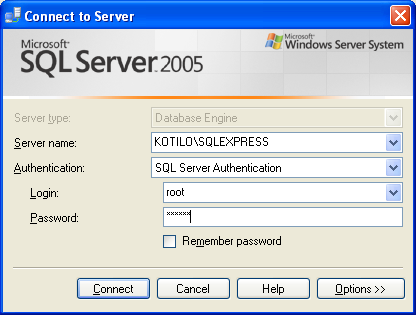 Connect to Server
Microsoft®
SQL Server 2005
Microsoft®
Windows Server System
Server type: Database Engine
Server name: KOTILO\SQLEXPRESS
Authentication: SQL Server Authentication
Login: root
Password: ******
Remember password
Connect Cancel Help Options >>